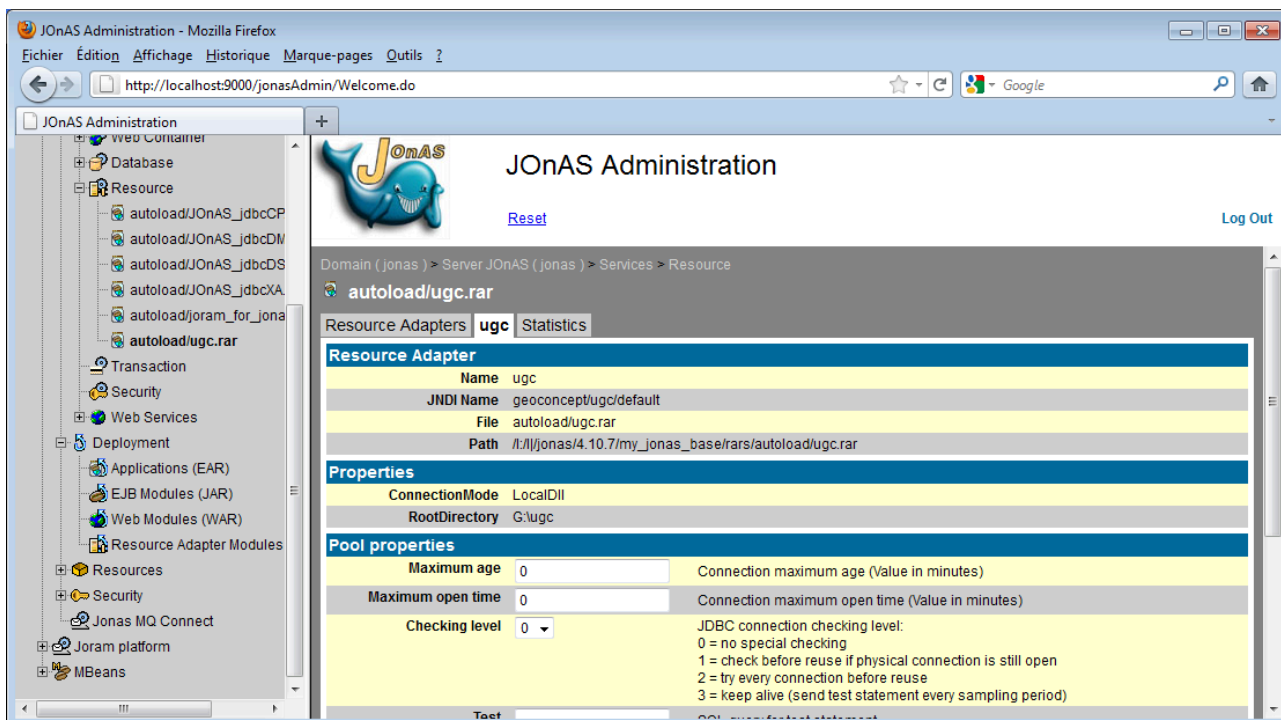 JOnAS Administration - Mozilla Firefox
Fichier Édition Affichage Historique Marque-pages Outils ?
http://localhost:9000/jonasAdmin/Welcome.do
Google
JOnAS Administration
Web Container
Database
Resource
autoload/JOnAS_jdbcCP
autoload/JOnAS_jdbcDM
autoload/JOnAS_jdbcDS
autoload/JOnAS_jdbcXA
autoload/joram_for_jona
autoload/ugc.rar
Transaction
Security
Web Services
Deployment
Applications (EAR)
EJB Modules (JAR)
Web Modules (WAR)
Resource Adapter Modules
Resources
Security
Jonas MQ Connect
Joram platform
MBeans
JOnAS
JOnAS Administration
Reset
Log Out
Domain ( jonas ) > Server JOnAS ( jonas ) > Services > Resource
autoload/ugc.rar
Resource Adapters ugc Statistics
Resource Adapter
Name ugc
JNDI Name geoconcept/ugc/default
File autoload/ugc.rar
Path /I:/I|/jonas/4.10.7/my_jonas_base/rars/autoload/ugc.rar
Properties
ConnectionMode LocalDll
RootDirectory G:\ugc
Pool properties
Maximum age 0 Connection maximum age (Value in minutes)
Maximum open time 0 Connection maximum open time (Value in minutes)
Checking level 0 JDBC connection checking level:
0 = no special checking
1 = check before reuse if physical connection is still open
2 = try every connection before reuse
3 = keep alive (send test statement every sampling period)
Test SQL query for test statement